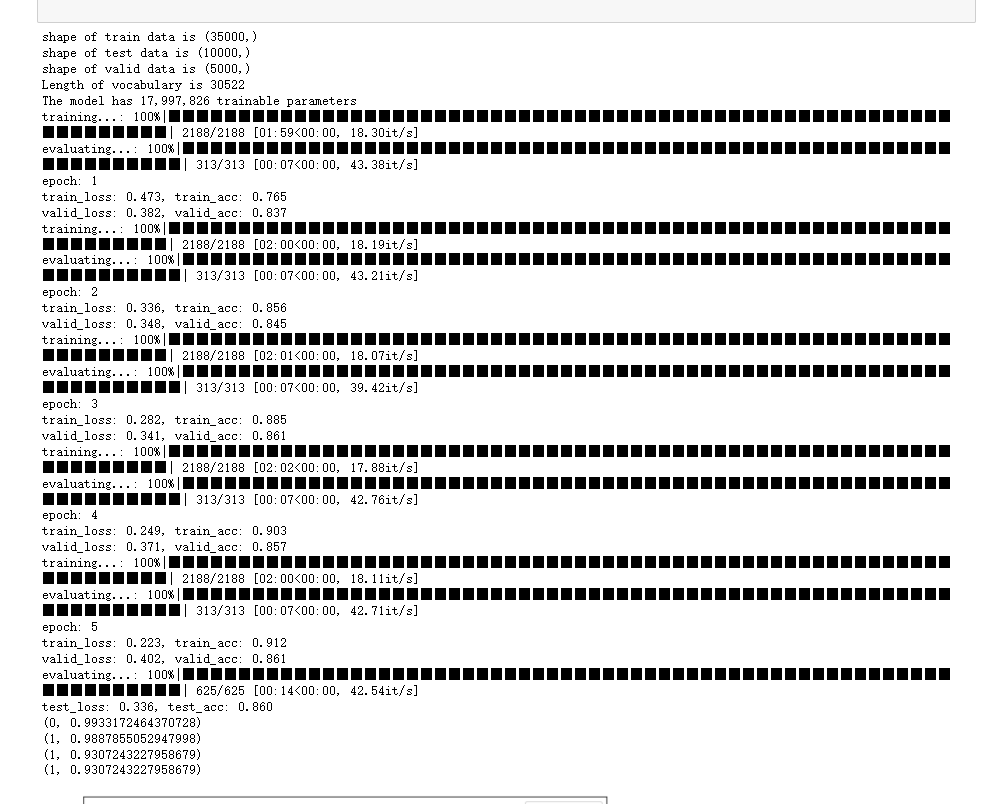 shape of train data is (35000,)
shape of test data is (10000,)
shape of valid data is (5000,)
Length of vocabulary is 30522
The model has 17,997,826 trainable parameters
training...: 100%|
| 2188/2188 [01:59<00:00, 18.30it/s]
evaluating...: 100%|
| 313/313 [00:07<00:00, 43.38it/s]
epoch: 1
train_loss: 0.473, train_acc: 0.765
valid_loss: 0.382, valid_acc: 0.837
training...: 100%|
| 2188/2188 [02:00<00:00, 18.19it/s]
evaluating...: 100%|
| 313/313 [00:07<00:00, 43.21it/s]
epoch: 2
train_loss: 0.336, train_acc: 0.856
valid_loss: 0.348, valid_acc: 0.845
training...: 100%|
| 2188/2188 [02:01<00:00, 18.07it/s]
evaluating...: 100%|
| 313/313 [00:07<00:00, 39.42it/s]
epoch: 3
train_loss: 0.282, train_acc: 0.885
valid_loss: 0.341, valid_acc: 0.861
training...: 100%|
| 2188/2188 [02:02<00:00, 17.88it/s]
evaluating...: 100%|
| 313/313 [00:07<00:00, 42.76it/s]
epoch: 4
train_loss: 0.249, train_acc: 0.903
valid_loss: 0.371, valid_acc: 0.857
training...: 100%|
| 2188/2188 [02:00<00:00, 18.11it/s]
evaluating...: 100%|
| 313/313 [00:07<00:00, 42.71it/s]
epoch: 5
train_loss: 0.223, train_acc: 0.912
valid_loss: 0.402, valid_acc: 0.861
evaluating...: 100%|
| 625/625 [00:14<00:00, 42.54it/s]
test_loss: 0.336, test_acc: 0.860
(0, 0.9933172464370728)
(1, 0.9887855052947998)
(1, 0.9307243227958679)
(1, 0.9307243227958679)